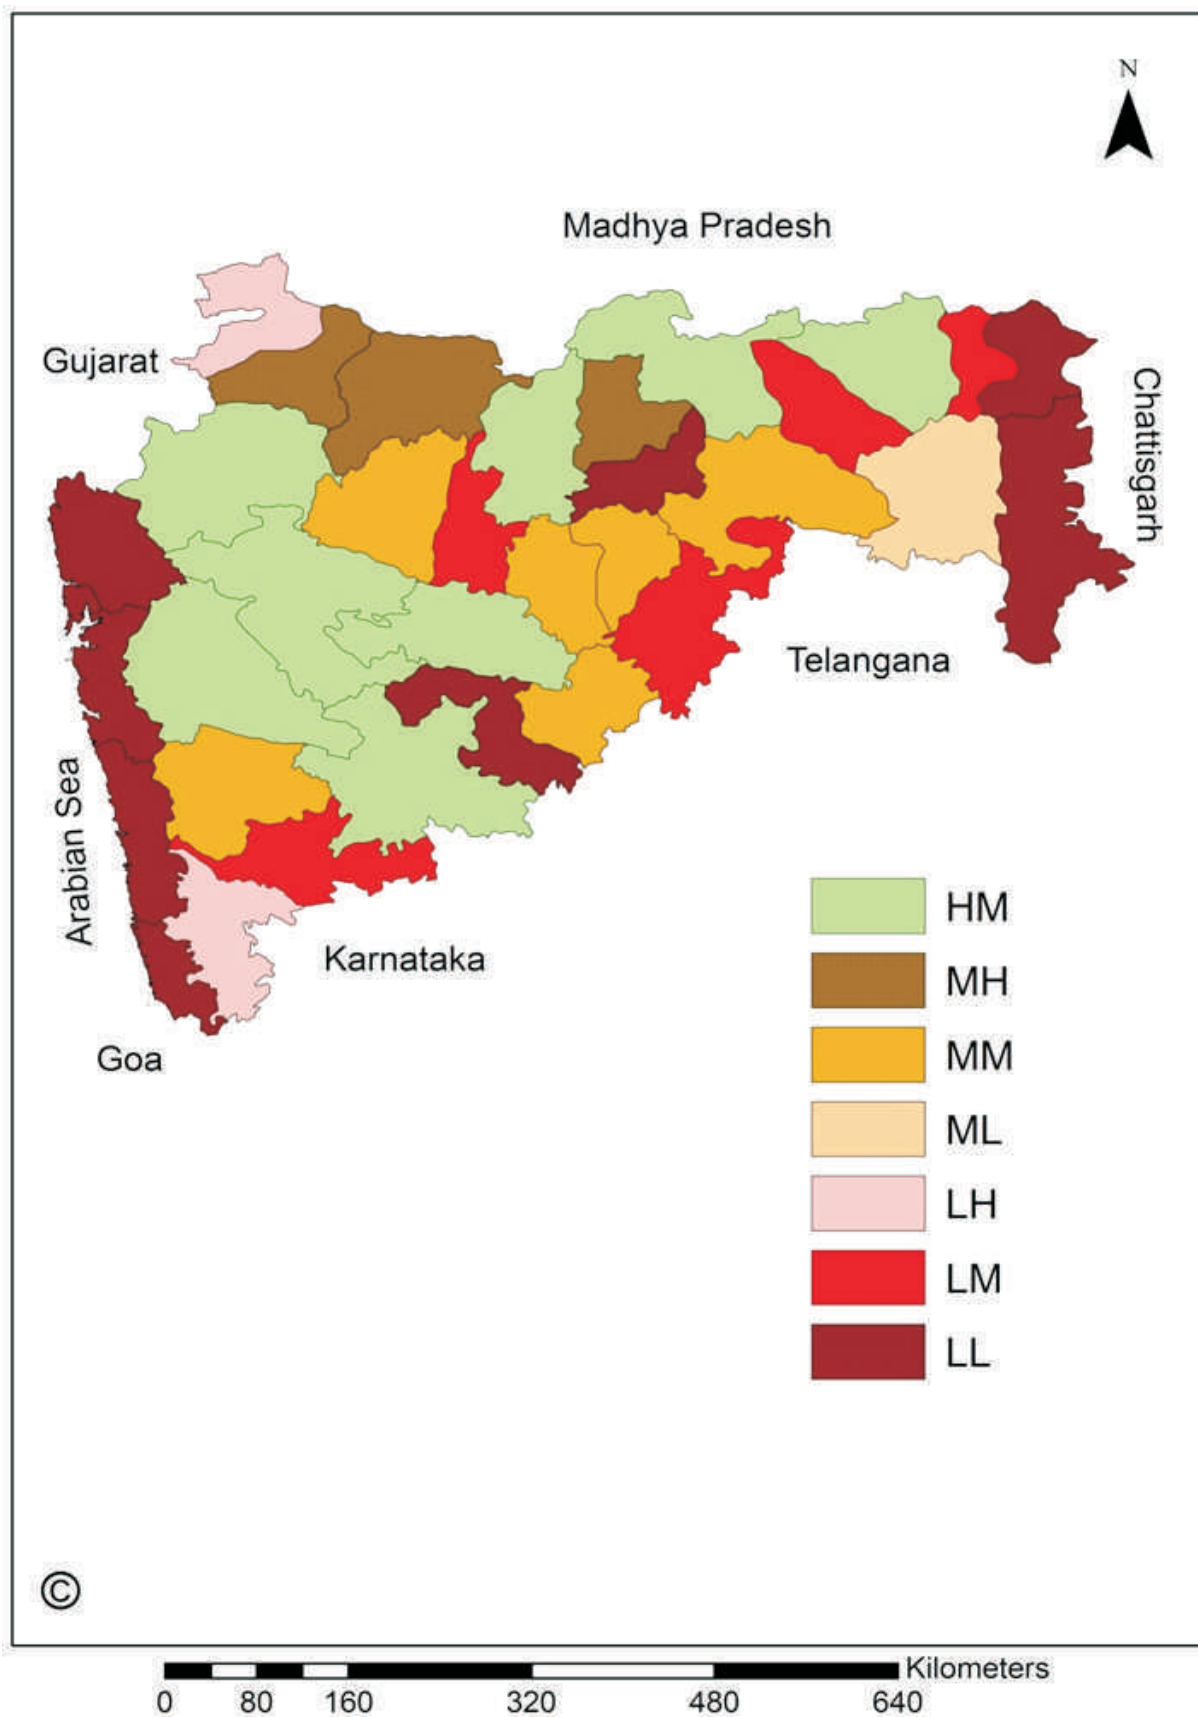 N
Madhya Pradesh
Gujarat
Chattisgarh
Telangana
Arabian Sea
Karnataka
Goa
HM
MH
MM
ML
LH
LM
LL
©
Kilometers
0 80 160 320 480 640